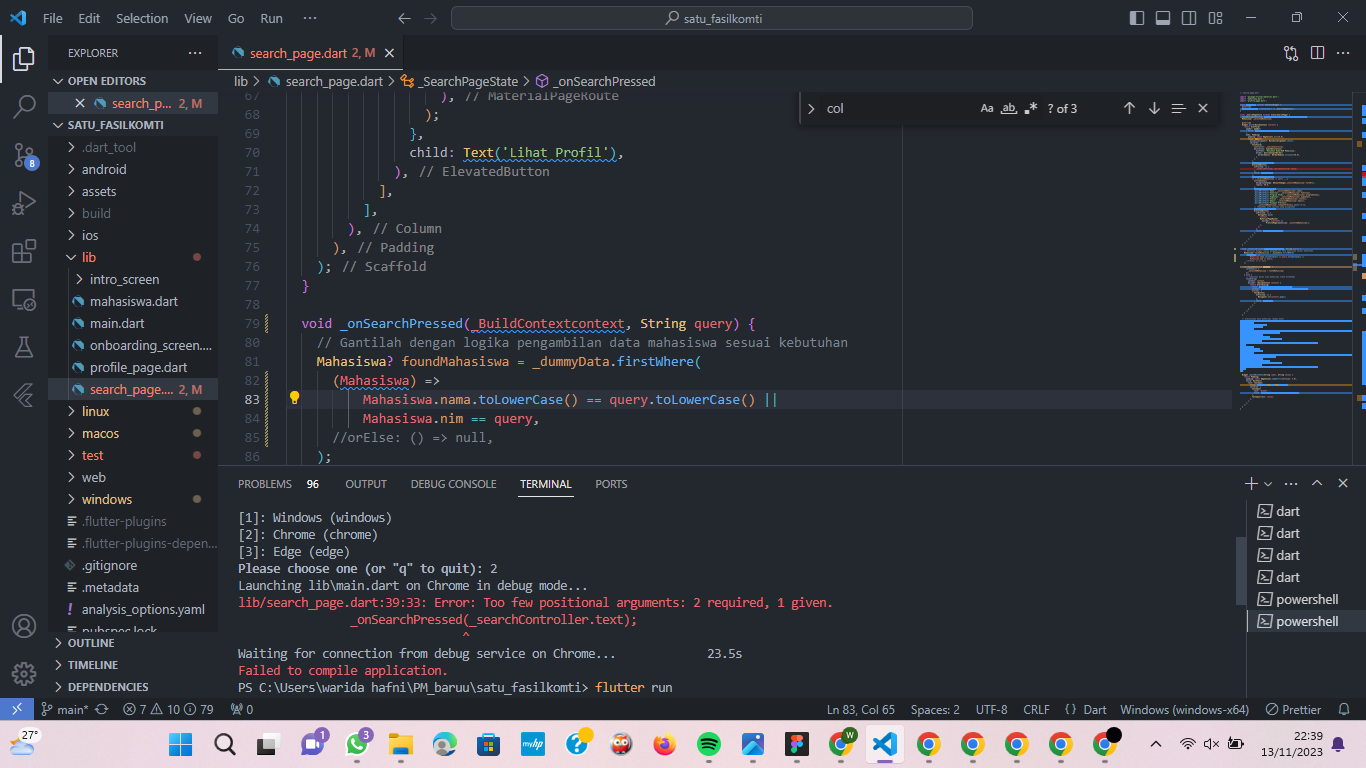 File Edit Selection View Go Run ··· satu_fasilkomti
EXPLORER ···
OPEN EDITORS
search_p... 2, M
SATU_FASILKOMTI
.dart_tool
android
assets
build
ios
lib
intro_screen
mahasiswa.dart
main.dart
onboarding_screen....
profile_page.dart
search_page.... 2, M
linux
macos
test
web
windows
.flutter-plugins
.flutter-plugins-depen...
.gitignore
.metadata
analysis_options.yaml
pubspec.lock
OUTLINE
TIMELINE
DEPENDENCIES
8
search_page.dart 2, M
lib > search_page.dart > _SearchPageState > _onSearchPressed
col Aa ab ? of 3
67 ), // MaterialPageRoute
68 );
69 },
70 child: Text('Lihat Profil'),
71 ), // ElevatedButton
72 ],
73 ],
74 ), // Column
75 ), // Padding
76 ); // Scaffold
77 }
78
79 void _onSearchPressed(_BuildContextcontext, String query) {
80 // Gantilah dengan logika pengambilan data mahasiswa sesuai kebutuhan
81 Mahasiswa? foundMahasiswa = _dummyData.firstWhere(
82 (Mahasiswa) =>
83 Mahasiswa.nama.toLowerCase() == query.toLowerCase() ||
84 Mahasiswa.nim == query,
85 //orElse: () => null,
86 );
PROBLEMS 96 OUTPUT DEBUG CONSOLE TERMINAL PORTS
[1]: Windows (windows)
[2]: Chrome (chrome)
[3]: Edge (edge)
Please choose one (or "q" to quit): 2
Launching lib\main.dart on Chrome in debug mode...
lib/search_page.dart:39:33: Error: Too few positional arguments: 2 required, 1 given.
_onSearchPressed(_searchController.text);
^
Waiting for connection from debug service on Chrome... 23.5s
Failed to compile application.
PS C:\Users\warida hafni\PM_baruu\satu_fasilkomti> flutter run
dart
dart
dart
dart
powershell
powershell
main* 7 10 79 0 Ln 83, Col 65 Spaces: 2 UTF-8 CRLF {} Dart Windows (windows-x64) Prettier
27° 1 3 my hp ? W 22:39
13/11/2023